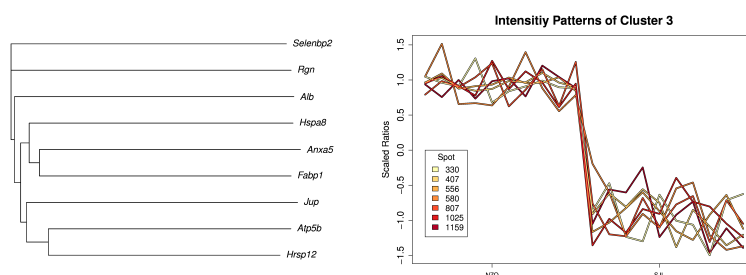 Selenbp2
Rgn
Alb
Hspa8
Anxa5
Fabp1
Jup
Atp5b
Hrsp12
Intensitiy Patterns of Cluster 3
Scaled Ratios
1.5
1.0
0.5
0.0
−0.5
−1.0
−1.5
Spot
330
407
556
580
807
1025
1159